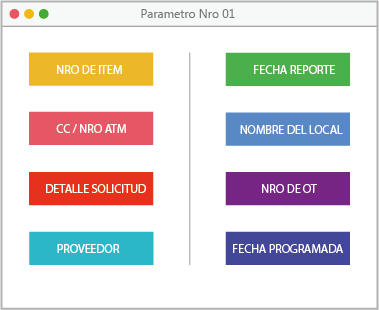 Parametro Nro 01
NRO DE ITEM
CC / NRO ATM
DETALLE SOLICITUD
PROVEEDOR
FECHA REPORTE
NOMBRE DEL LOCAL
NRO DE OT
FECHA PROGRAMADA